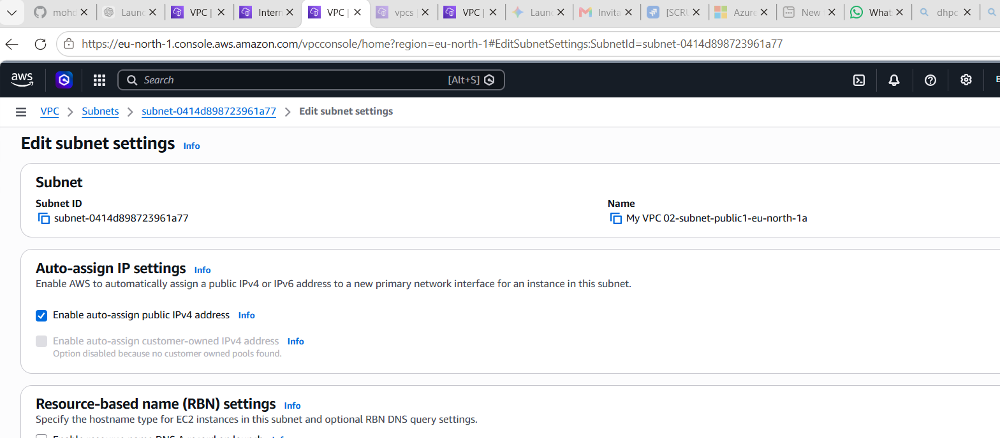 mohd
Launc
VPC |
Intern
VPC |
vpcs
VPC |
Launc
Invita
[SCRU
Azure
New
What
dhpc
https://eu-north-1.console.aws.amazon.com/vpcconsole/home?region=eu-north-1#EditSubnetSettings:SubnetId=subnet-0414d898723961a77
aws
Search
[Alt+S]
VPC
Subnets
subnet-0414d898723961a77
Edit subnet settings
Edit subnet settings Info
Subnet
Subnet ID
subnet-0414d898723961a77
Name
My VPC 02-subnet-public1-eu-north-1a
Auto-assign IP settings Info
Enable AWS to automatically assign a public IPv4 or IPv6 address to a new primary network interface for an instance in this subnet.
Enable auto-assign public IPv4 address Info
Enable auto-assign customer-owned IPv4 address Info
Option disabled because no customer owned pools found.
Resource-based name (RBN) settings Info
Specify the hostname type for EC2 instances in this subnet and optional RBN DNS query settings.